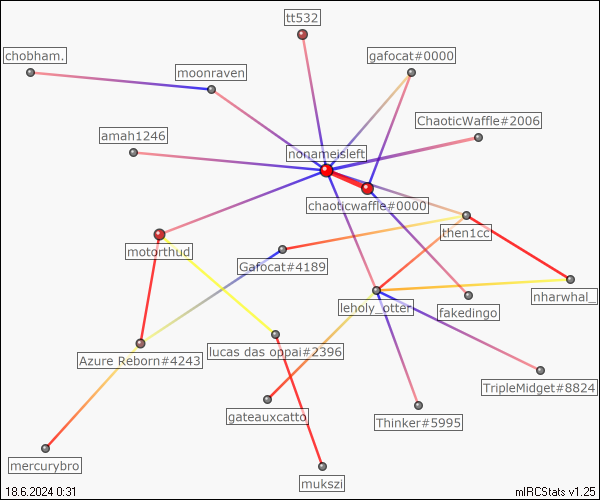 tt532
chobham.
gafocat#0000
moonraven
ChaoticWaffle#2006
amah1246
nonameisleft
chaoticwaffle#0000
then1cc
motorthud
Gafocat#4189
nharwhal_
leholy_otter
fakedingo
lucas das oppai#2396
Azure Reborn#4243
TripleMidget#8824
gateauxcatto
Thinker#5995
mercurybro
mukszi
18.6.2024 0:31
mIRCStats v1.25